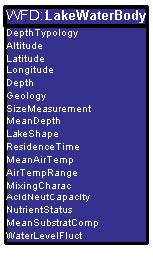 WFD:LakeWaterBody
DepthTypology
Altitude
Latitude
Longitude
Depth
Geology
SizeMeasurement
MeanDepth
LakeShape
ResidenceTime
MeanAirTemp
AirTempRange
MixingCharac
AcidNeutCapacity
NutrientStatus
MeanSubstratComp
WaterLevelFluct